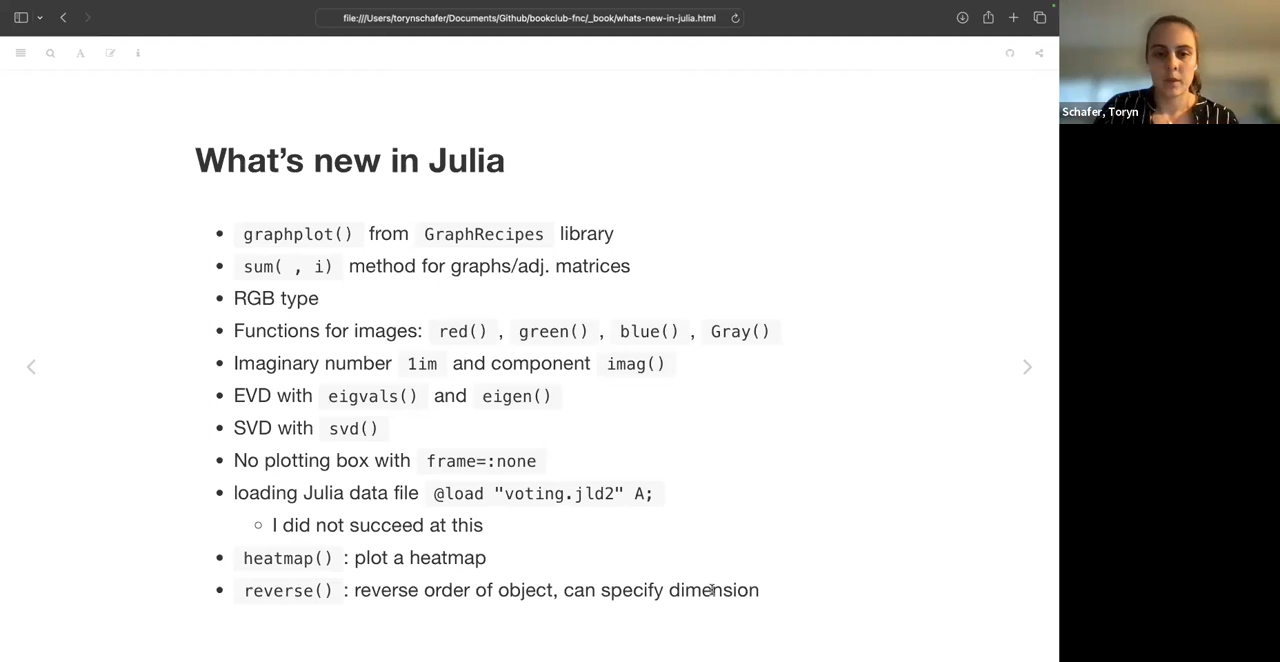 file:///Users/torynschafer/Documents/Github/bookclub-fnc/_book/whats-new-in-julia.html
Schafer, Toryn
What's new in Julia
• graphplot() from GraphRecipes library
• sum( , i) method for graphs/adj. matrices
• RGB type
• Functions for images: red() , green() , blue() , Gray()
• Imaginary number 1im and component imag()
• EVD with eigvals() and eigen()
• SVD with svd()
• No plotting box with frame=:none
• loading Julia data file @load "voting.jld2" A;
◦ I did not succeed at this
• heatmap() : plot a heatmap
• reverse() : reverse order of object, can specify dimension